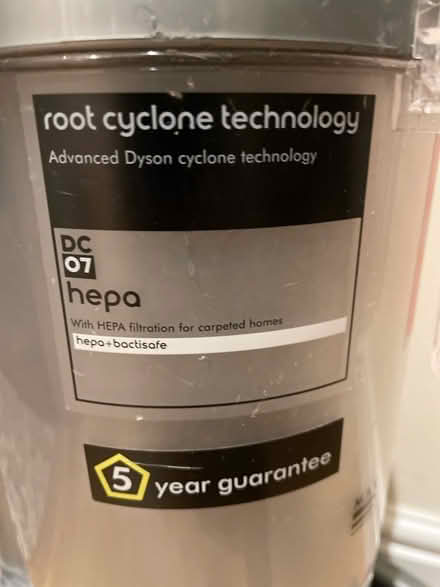 root cyclone technology
Advanced Dyson cyclone technology
DC
07
hepa
With HEPA filtration for carpeted homes
hepa+bactisafe
5 year guarantee